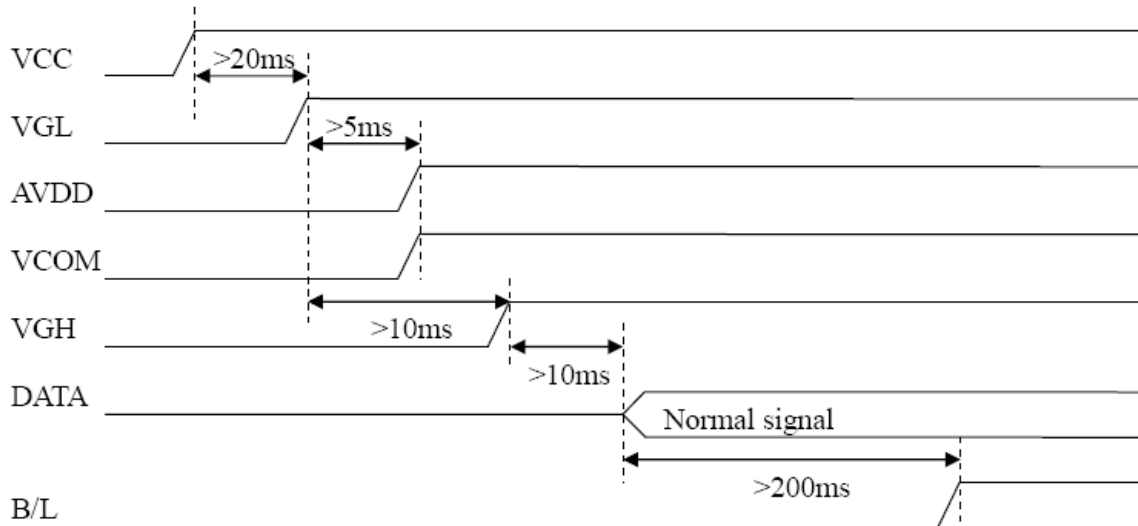 VCC
>20ms
VGL
>5ms
AVDD
VCOM
VGH
>10ms
>10ms
DATA
Normal signal
>200ms
B/L